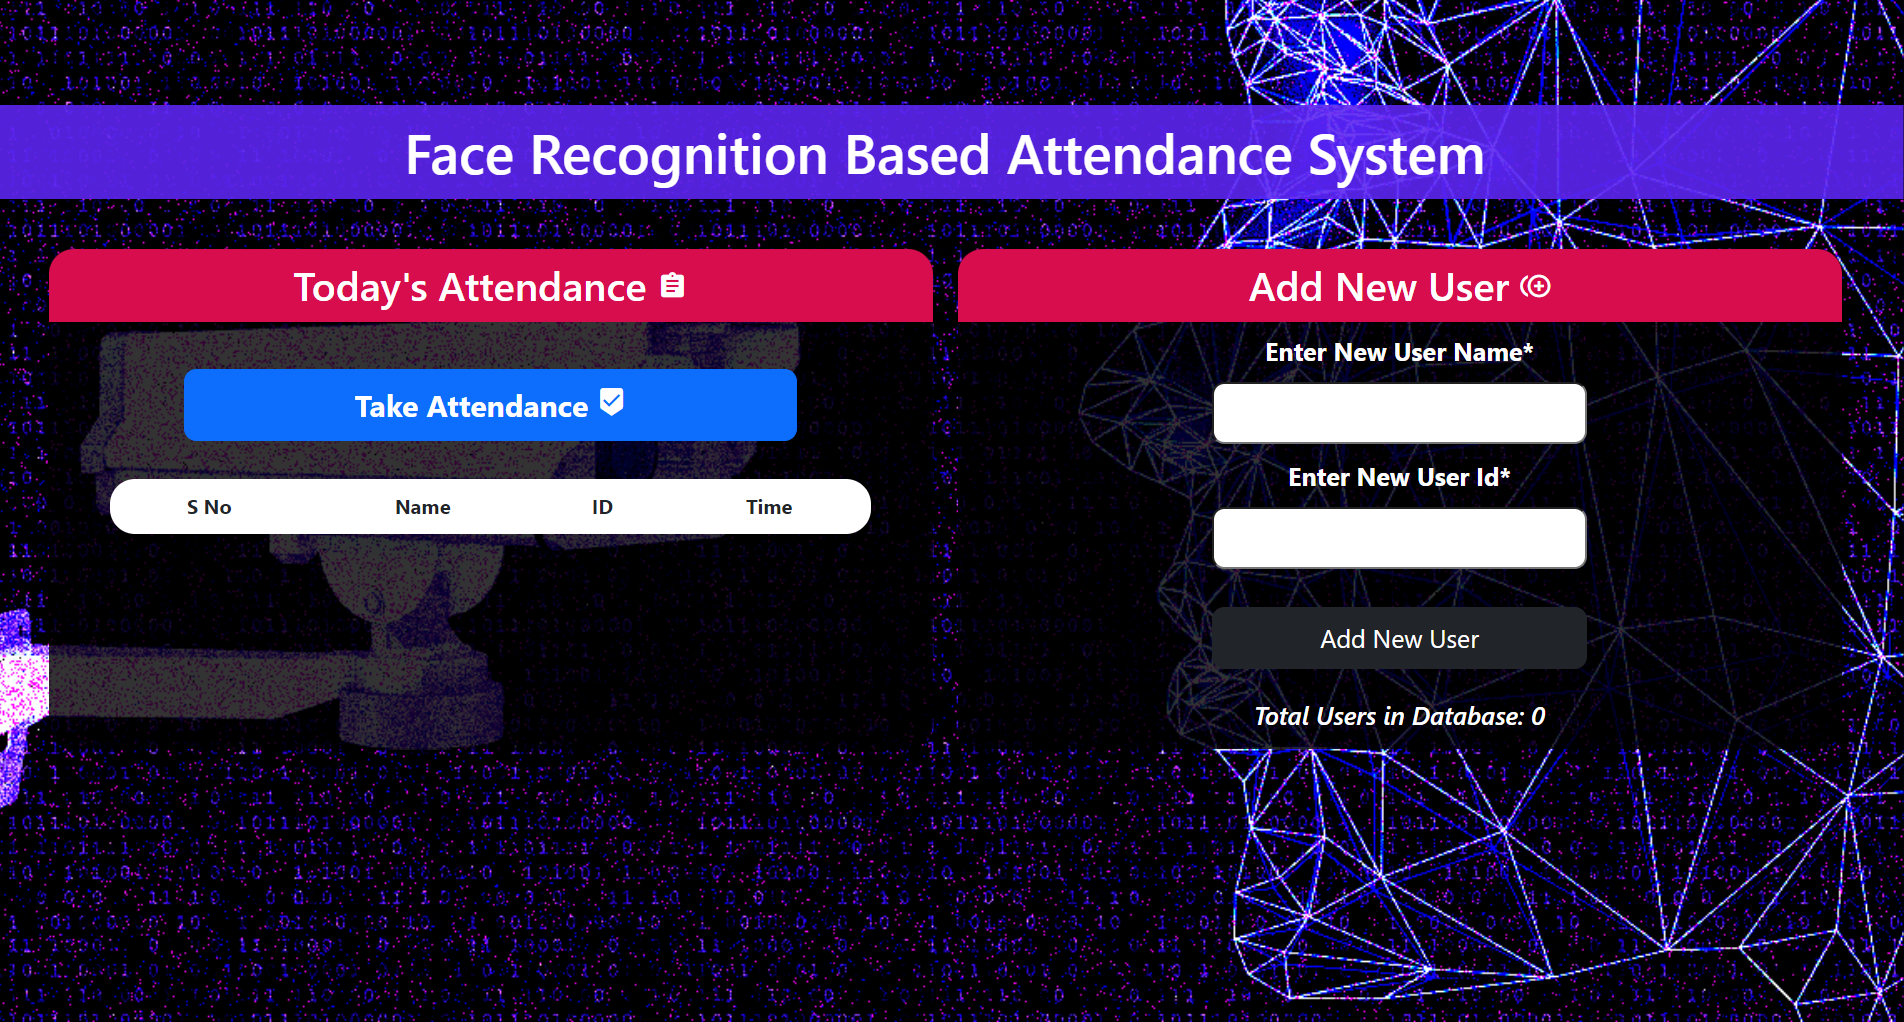 Face Recognition Based Attendance System
Today's Attendance
Take Attendance
S No Name ID Time
Add New User
Enter New User Name*
Enter New User Id*
Add New User
Total Users in Database: 0